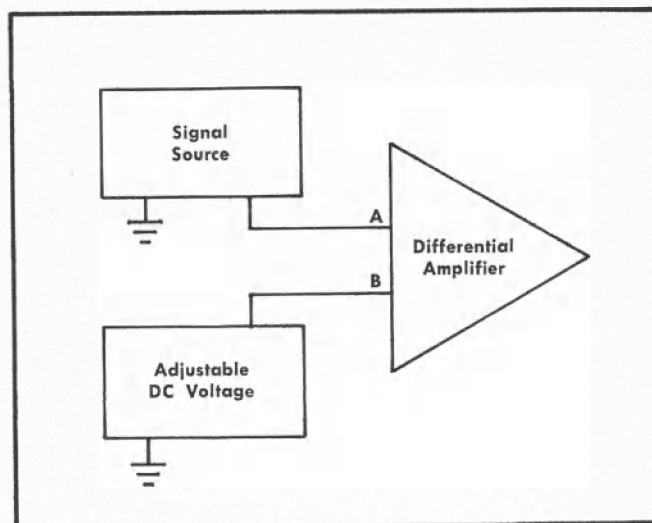 Signal
Source
A
Differential
Amplifier
B
Adjustable
DC Voltage